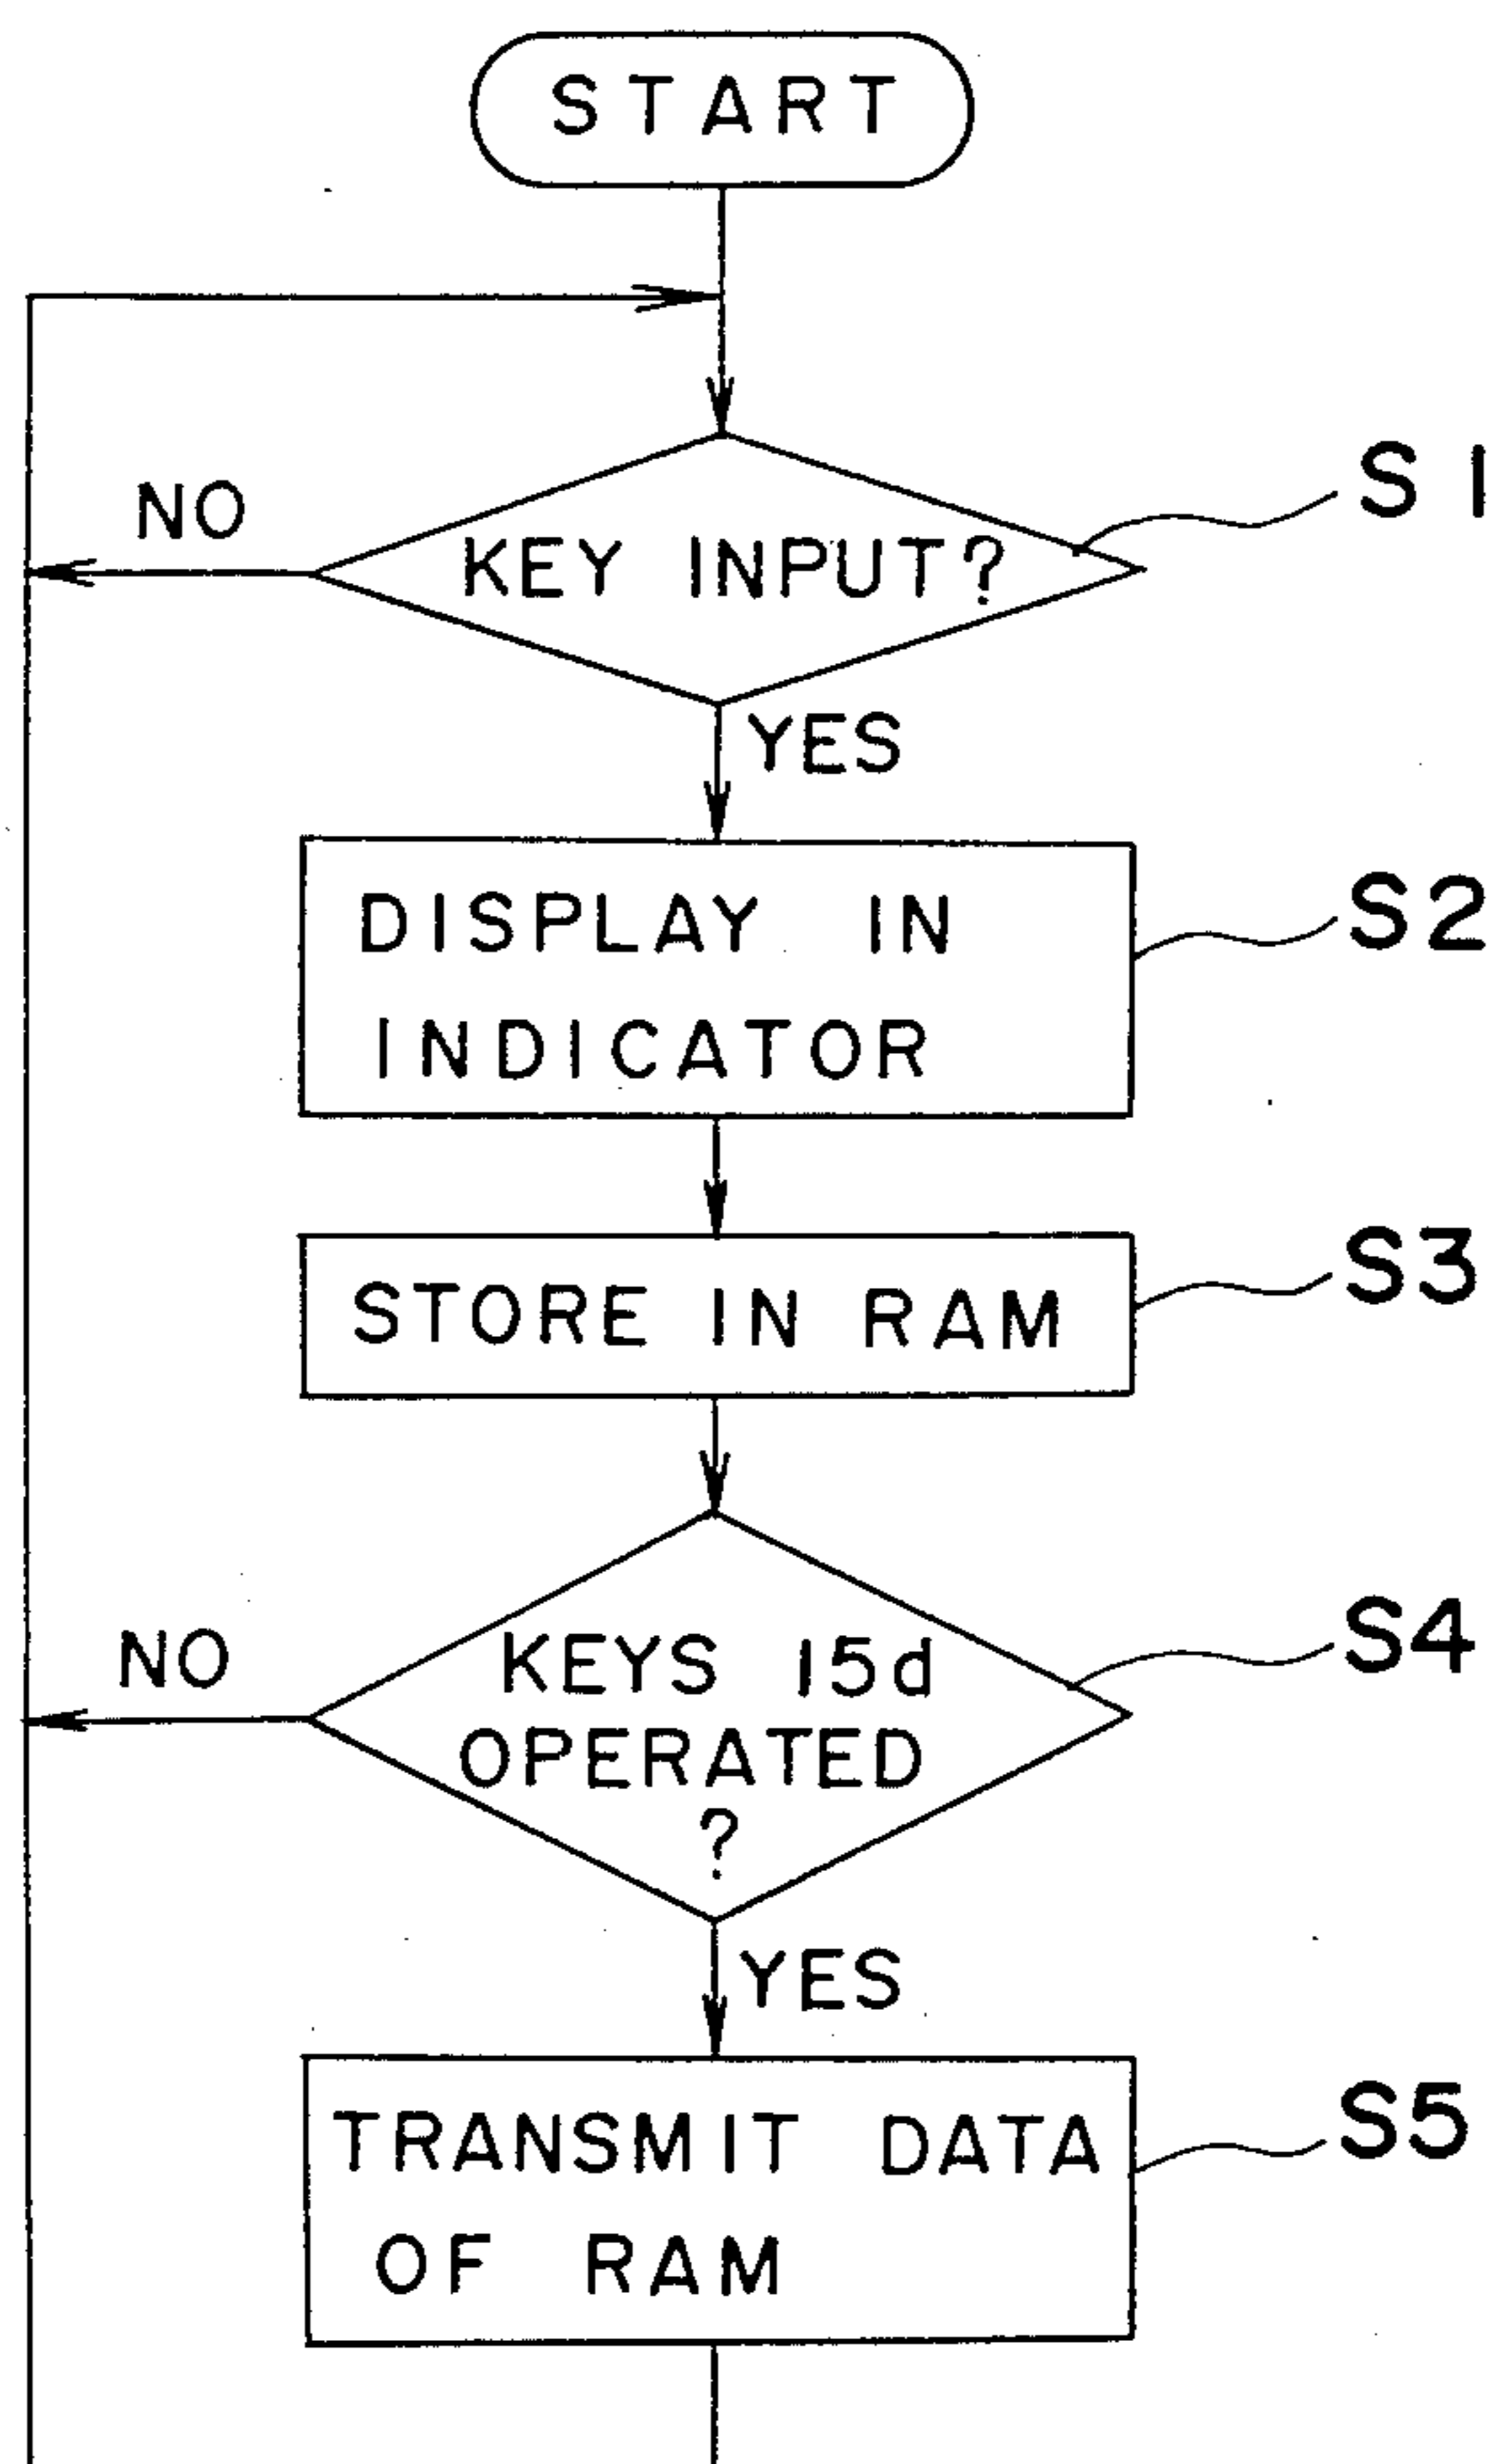 START
NO
KEY INPUT?
S1
YES
DISPLAY IN
INDICATOR
S2
STORE IN RAM
S3
NO
KEYS 15d
OPERATED
?
S4
YES
TRANSMIT DATA
OF RAM
S5